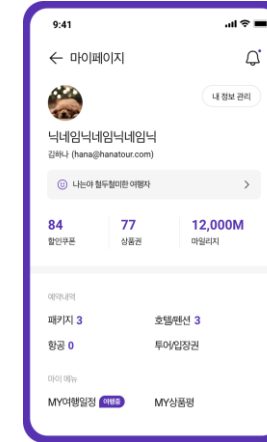 9:41
마이페이지
내 정보 관리
닉네임닉네임닉네임닉
김하나 (hana@hanatour.com)
나는야 철두철미한 여행자
84 77 12,000M
할인쿠폰 상품권 마일리지
예약내역
패키지 3 호텔/펜션 3
항공 0 투어/입장권
마이 메뉴
MY여행일정 여행중 MY상품평